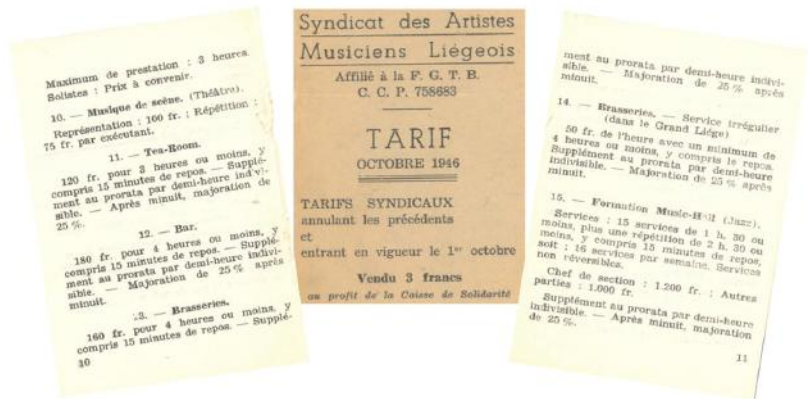 Maximum de prestation : 3 heures.
Solistes : Prix à convenir.
10. — Musique de scène. (Théâtre).
Représentation : 100 fr. ; Répétition :
75 fr. par exécutant.
11. — Tea-Room.
120 fr. pour 3 heures ou moins, y
compris 15 minutes de repos. — Supplé-
ment au prorata par demi-heure indivi-
sible. — Après minuit, majoration de
25 %.
12. — Bar.
180 fr. pour 4 heures ou moins, y
compris 15 minutes de repos. — Supplé-
ment au prorata par demi-heure indivi-
sible. — Majoration de 25 % après
minuit.
13. — Brasseries.
160 fr. pour 4 heures ou moins, y
compris 15 minutes de repos. — Supplé-
10
Syndicat des Artistes
Musiciens Liégeois
Affilié à la F. G. T. B.
C. C. P. 758683
TARIF
OCTOBRE 1946
TARIFS SYNDICAUX
annulant les précédents
et
entrant en vigueur le 1er octobre
Vendu 3 francs
au profit de la Caisse de Solidarité
ment au prorata par demi-heure indivi-
sible. — Majoration de 25 % après
minuit.
14. — Brasseries. — Service irrégulier
(dans le Grand Liége)
50 fr. de l'heure avec un minimum de
4 heures ou moins, y compris le repos.
Supplément au prorata par demi-heure
indivisible. — Majoration de 25 % après
minuit.
15. — Formation Music-Hall (Jazz).
Services : 15 services de 1 h. 30 ou
moins, plus une répétition de 2 h. 30 ou
moins, y compris 15 minutes de repos,
soit : 16 services par semaine. Services
non réversibles.
Chef de section : 1.200 fr. ; Autres
parties : 1.000 fr.
Supplément au prorata par demi-heure
indivisible. — Après minuit, majoration
de 25 %.
11